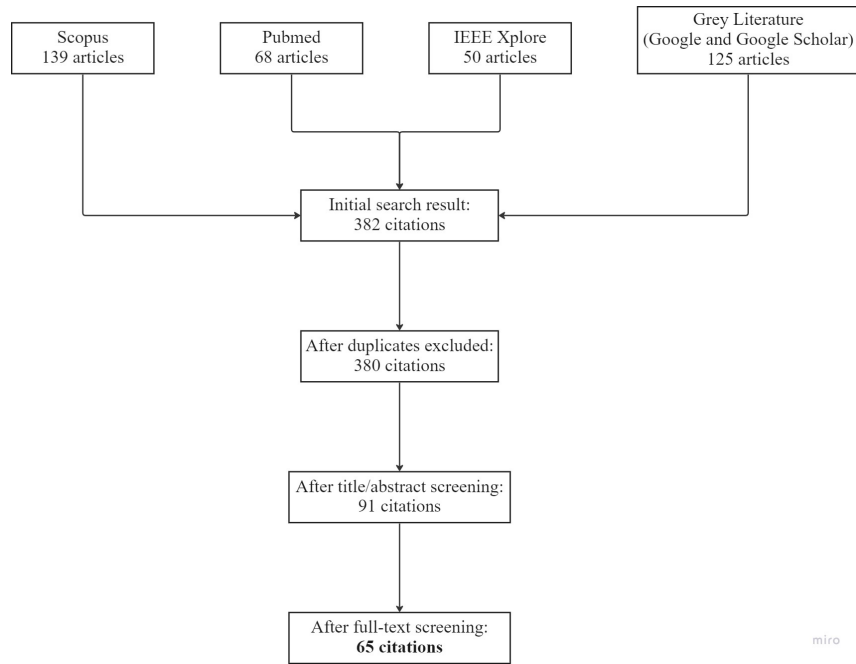 Scopus
139 articles
Pubmed
68 articles
IEEE Xplore
50 articles
Grey Literature
(Google and Google Scholar)
125 articles
Initial search result:
382 citations
After duplicates excluded:
380 citations
After title/abstract screening:
91 citations
After full-text screening:
65 citations
miro